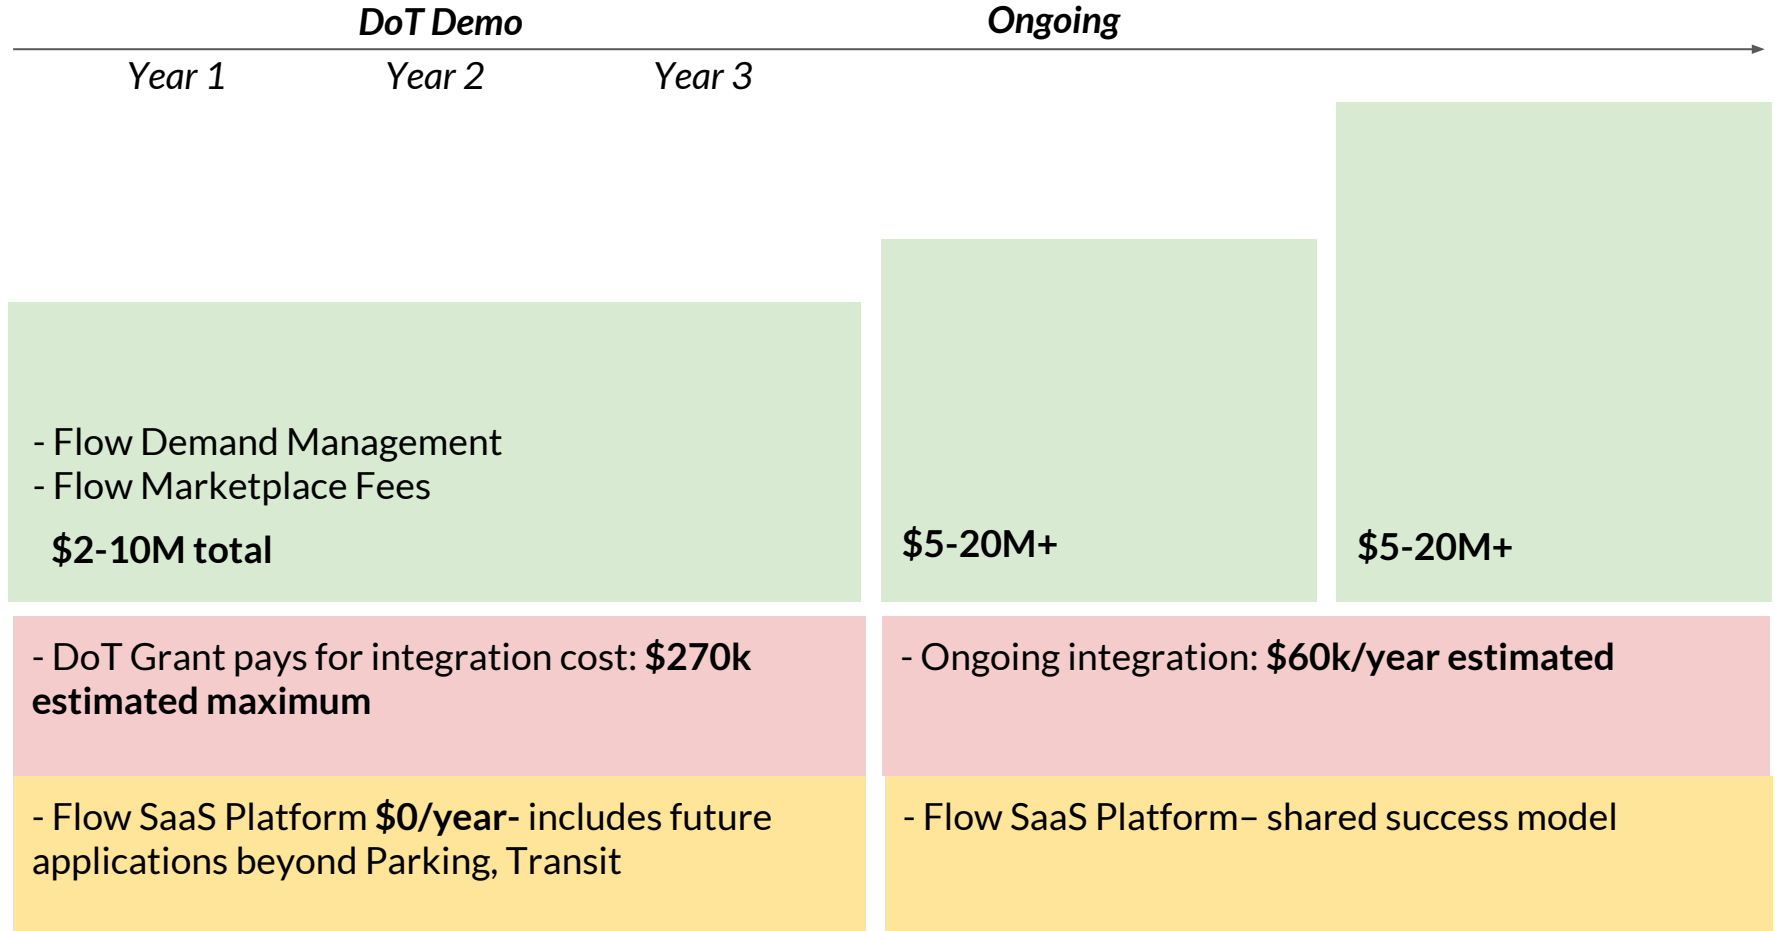 DoT Demo
Ongoing
Year 1
Year 2
Year 3
- Flow Demand Management
- Flow Marketplace Fees
$2-10M total
$5-20M+
$5-20M+
- DoT Grant pays for integration cost: $270k
estimated maximum
- Ongoing integration: $60k/year estimated
- Flow SaaS Platform $0/year- includes future
applications beyond Parking, Transit
- Flow SaaS Platform– shared success model